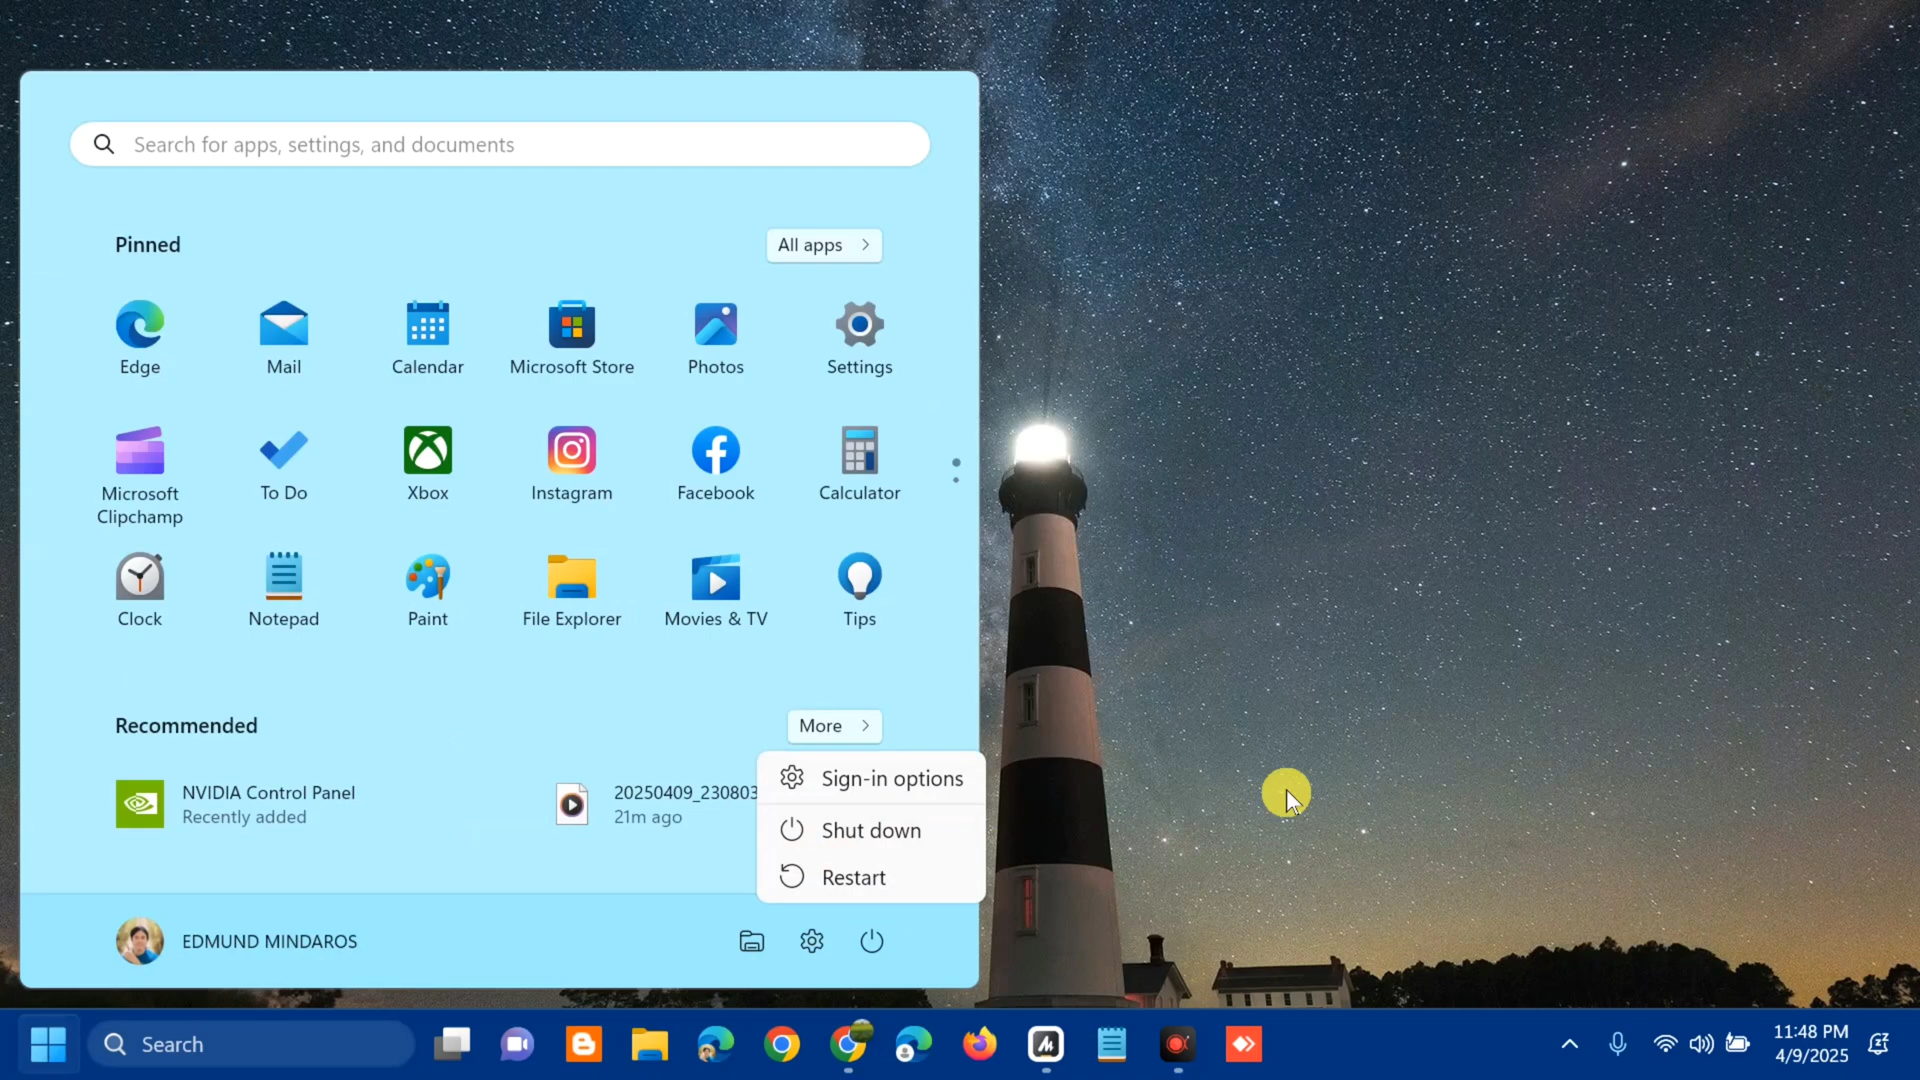 Search for apps, settings, and documents
Pinned
All apps
Edge
Mail
Calendar
Microsoft Store
Photos
Settings
Microsoft
Clipchamp
To Do
Xbox
Instagram
Facebook
Calculator
Clock
Notepad
Paint
File Explorer
Movies & TV
Tips
Recommended
More
NVIDIA Control Panel
Recently added
20250409_230803
21m ago
Sign-in options
Shut down
Restart
EDMUND MINDAROS
Search
11:48 PM
4/9/2025